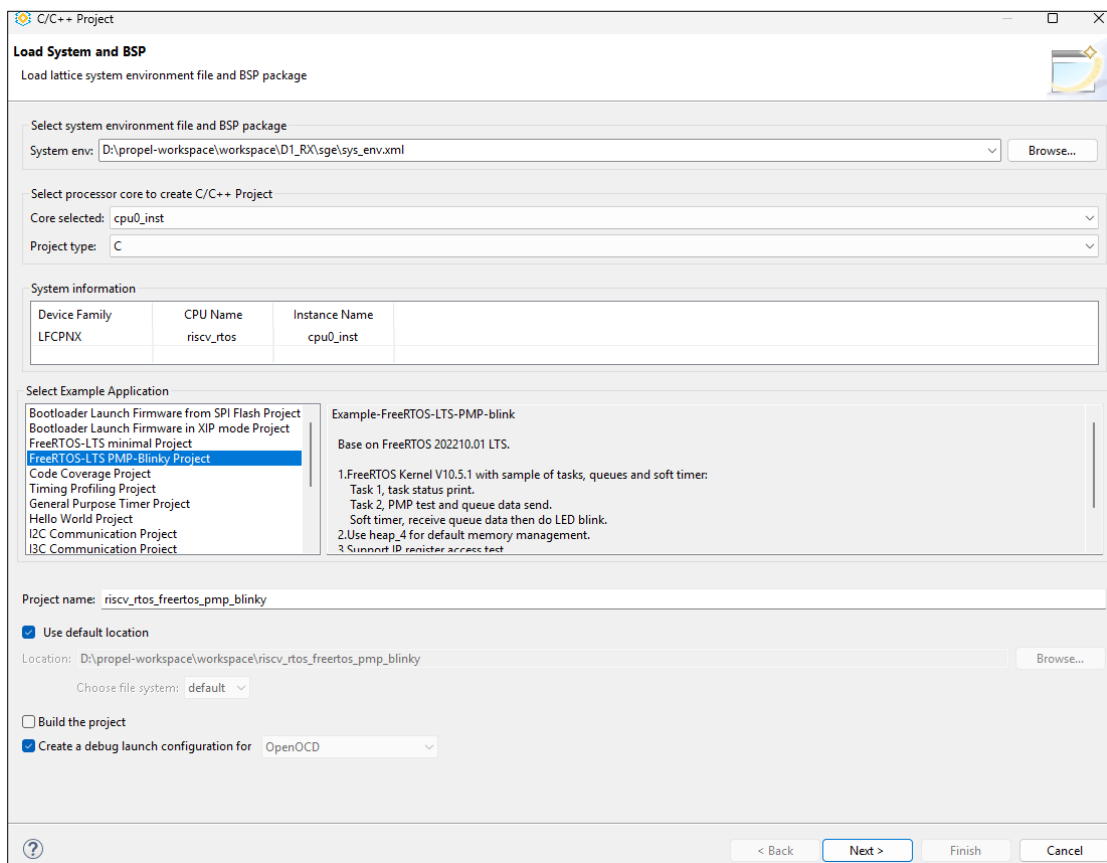 C/C++ Project
Load System and BSP
Load lattice system environment file and BSP package
Select system environment file and BSP package
System env: D:\propel-workspace\workspace\D1_RX\sge\sys_env.xml Browse...
Select processor core to create C/C++ Project
Core selected: cpu0_inst
Project type: C
System information
Device Family CPU Name Instance Name
LFCPNX riscv_rtos cpu0_inst
Select Example Application
Bootloader Launch Firmware from SPI Flash Project
Bootloader Launch Firmware in XIP mode Project
FreeRTOS-LTS minimal Project
FreeRTOS-LTS PMP-Blinky Project
Code Coverage Project
Timing Profiling Project
General Purpose Timer Project
Hello World Project
I2C Communication Project
I3C Communication Project
Example-FreeRTOS-LTS-PMP-blink
Base on FreeRTOS 202210.01 LTS.
1.FreeRTOS Kernel V10.5.1 with sample of tasks, queues and soft timer:
Task 1, task status print.
Task 2, PMP test and queue data send.
Soft timer, receive queue data then do LED blink.
2.Use heap_4 for default memory management.
3.Support IP register access test
Project name: riscv_rtos_freertos_pmp_blinky
Use default location
Location: D:\propel-workspace\workspace\riscv_rtos_freertos_pmp_blinky Browse...
Choose file system: default
Build the project
Create a debug launch configuration for OpenOCD
? < Back Next > Finish Cancel